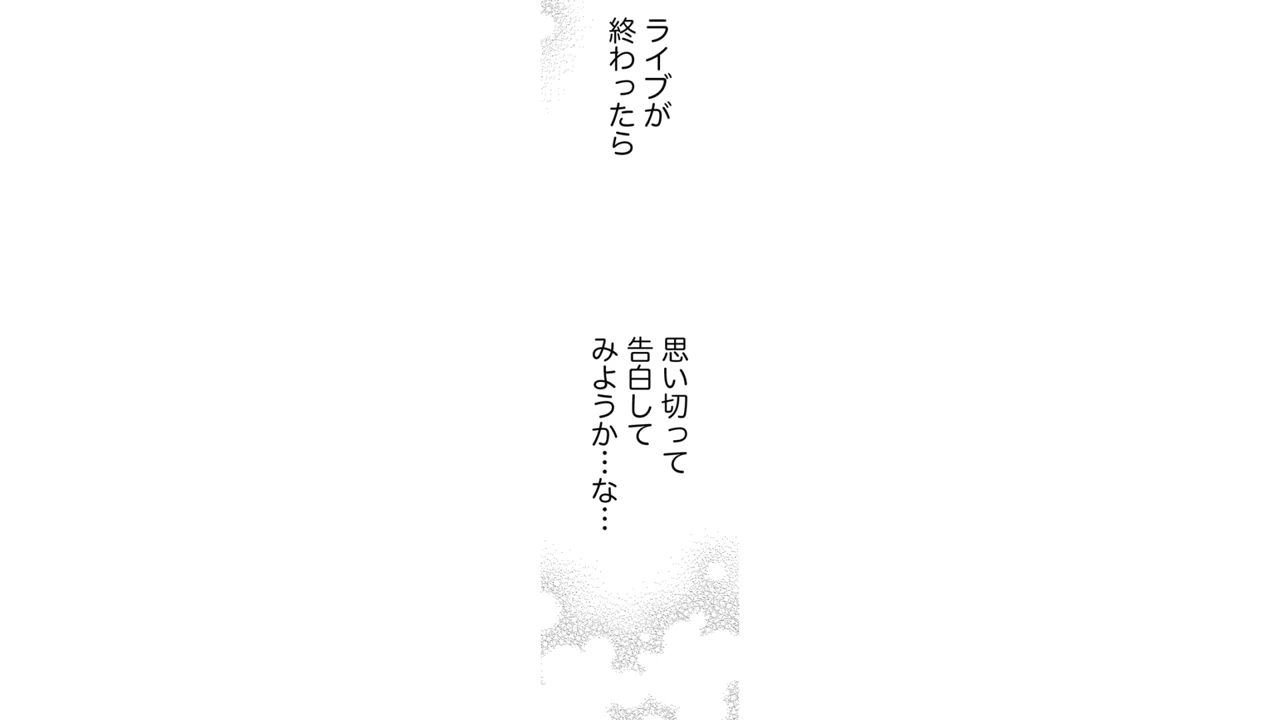 ライブが
終わったら
思い切って
告白して
みようか…な…